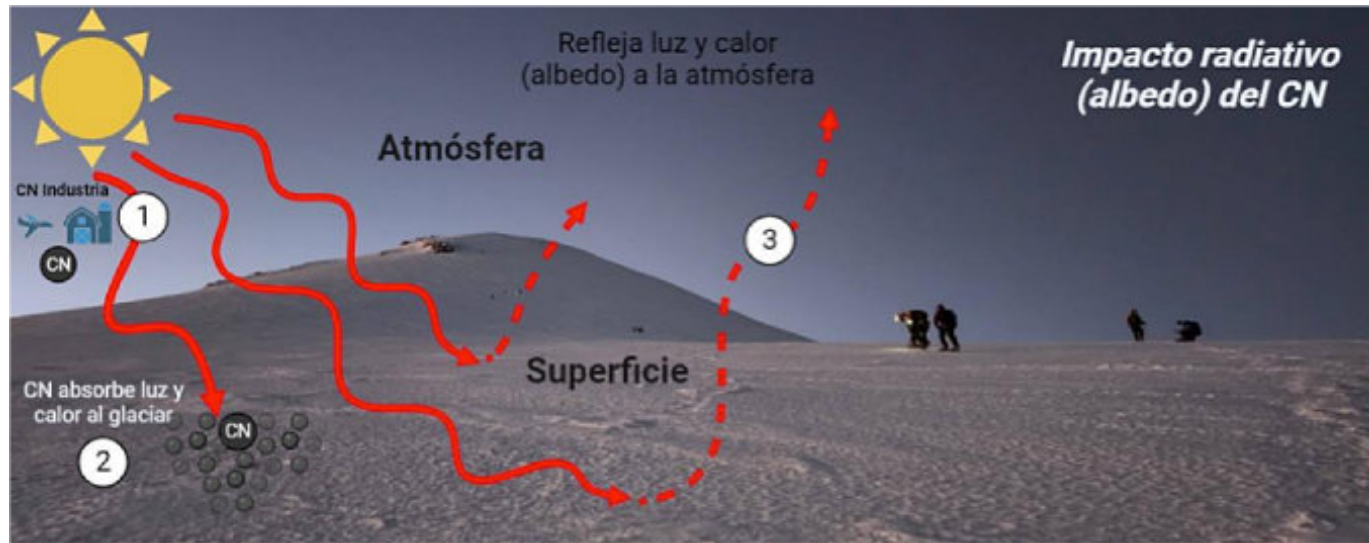 Refleja luz y calor
(albedo) a la atmósfera
Impacto radiativo
(albedo) del CN
Atmósfera
CN Industria
1
CN
3
Superficie
CN absorbe luz y
calor al glaciar
CN
2